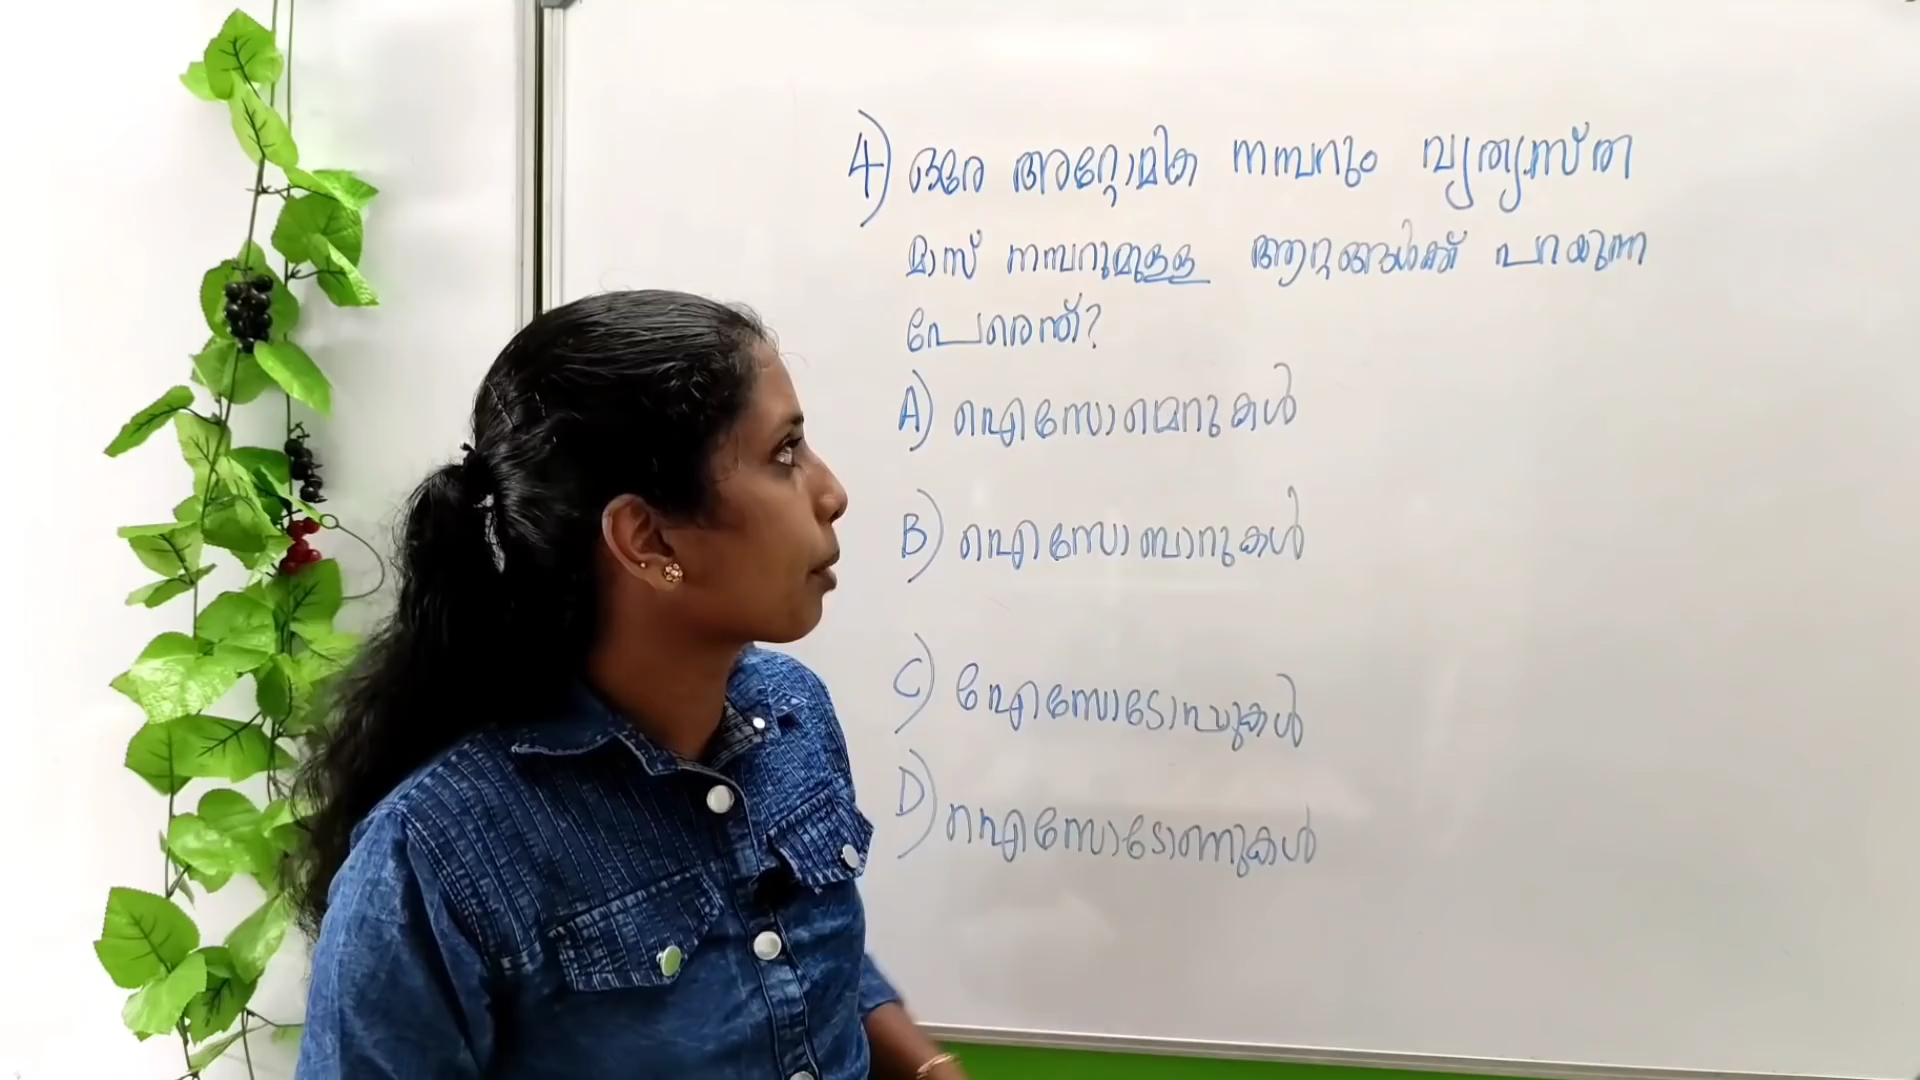 4) ഒരേ അറ്റോമിക നമ്പറും വ്യത്യസ്ത
മാസ് നമ്പറുമുള്ള ആറ്റങ്ങൾക്ക് പറയുന്ന
പേരെന്ത്?
A) ഐസോമെറുകൾ
B) ഐസോബാറുകൾ
C) ഐസോടോപ്പുകൾ
D) ഐസോടോണുകൾ